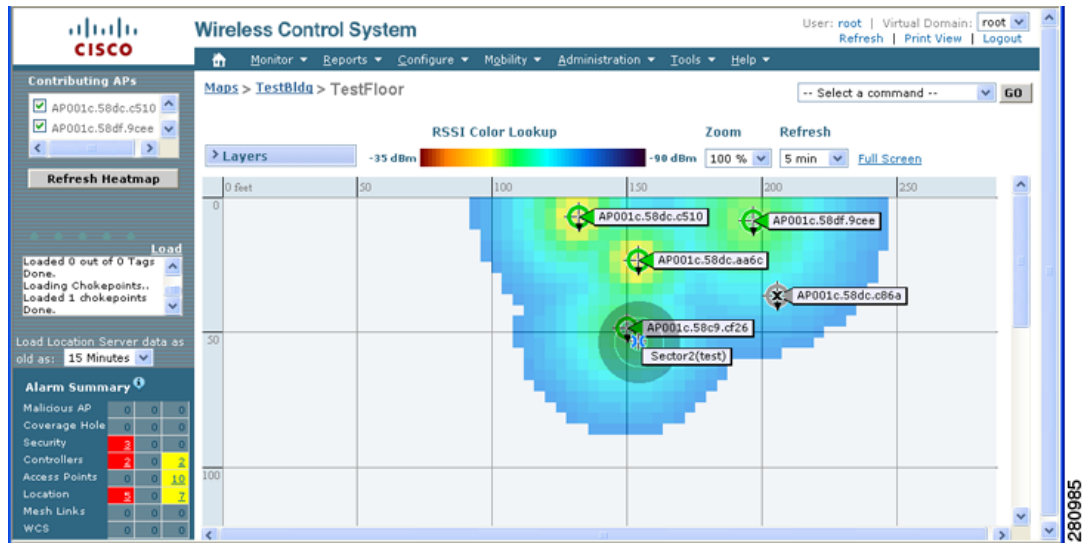 CISCO
Wireless Control System
User: root | Virtual Domain: root
Refresh | Print View | Logout
Monitor Reports Configure Mobility Administration Tools Help
Contributing APs
AP001c.58dc.c510
AP001c.58df.9cee
Refresh Heatmap
Maps > TestBldg > TestFloor
-- Select a command -- GO
RSSI Color Lookup Zoom Refresh
> Layers -35 dBm -90 dBm 100 % 5 min Full Screen
0 feet 50 100 150 200 250
0
AP001c.58dc.c510
AP001c.58df.9cee
AP001c.58dc.aa6c
AP001c.58dc.c86a
50
AP001c.58c9.cf26
Sector2(test)
100
Load
Loaded 0 out of 0 Tags
Done.
Loading Chokepoints..
Loaded 1 chokepoints
Done.
Load Location Server data as
old as: 15 Minutes
Alarm Summary
Malicious AP 0 0 0
Coverage Hole 0 0 0
Security 3 0 0
Controllers 2 0 2
Access Points 0 0 10
Location 5 0 7
Mesh Links 0 0 0
WCS 0 0 0
280985